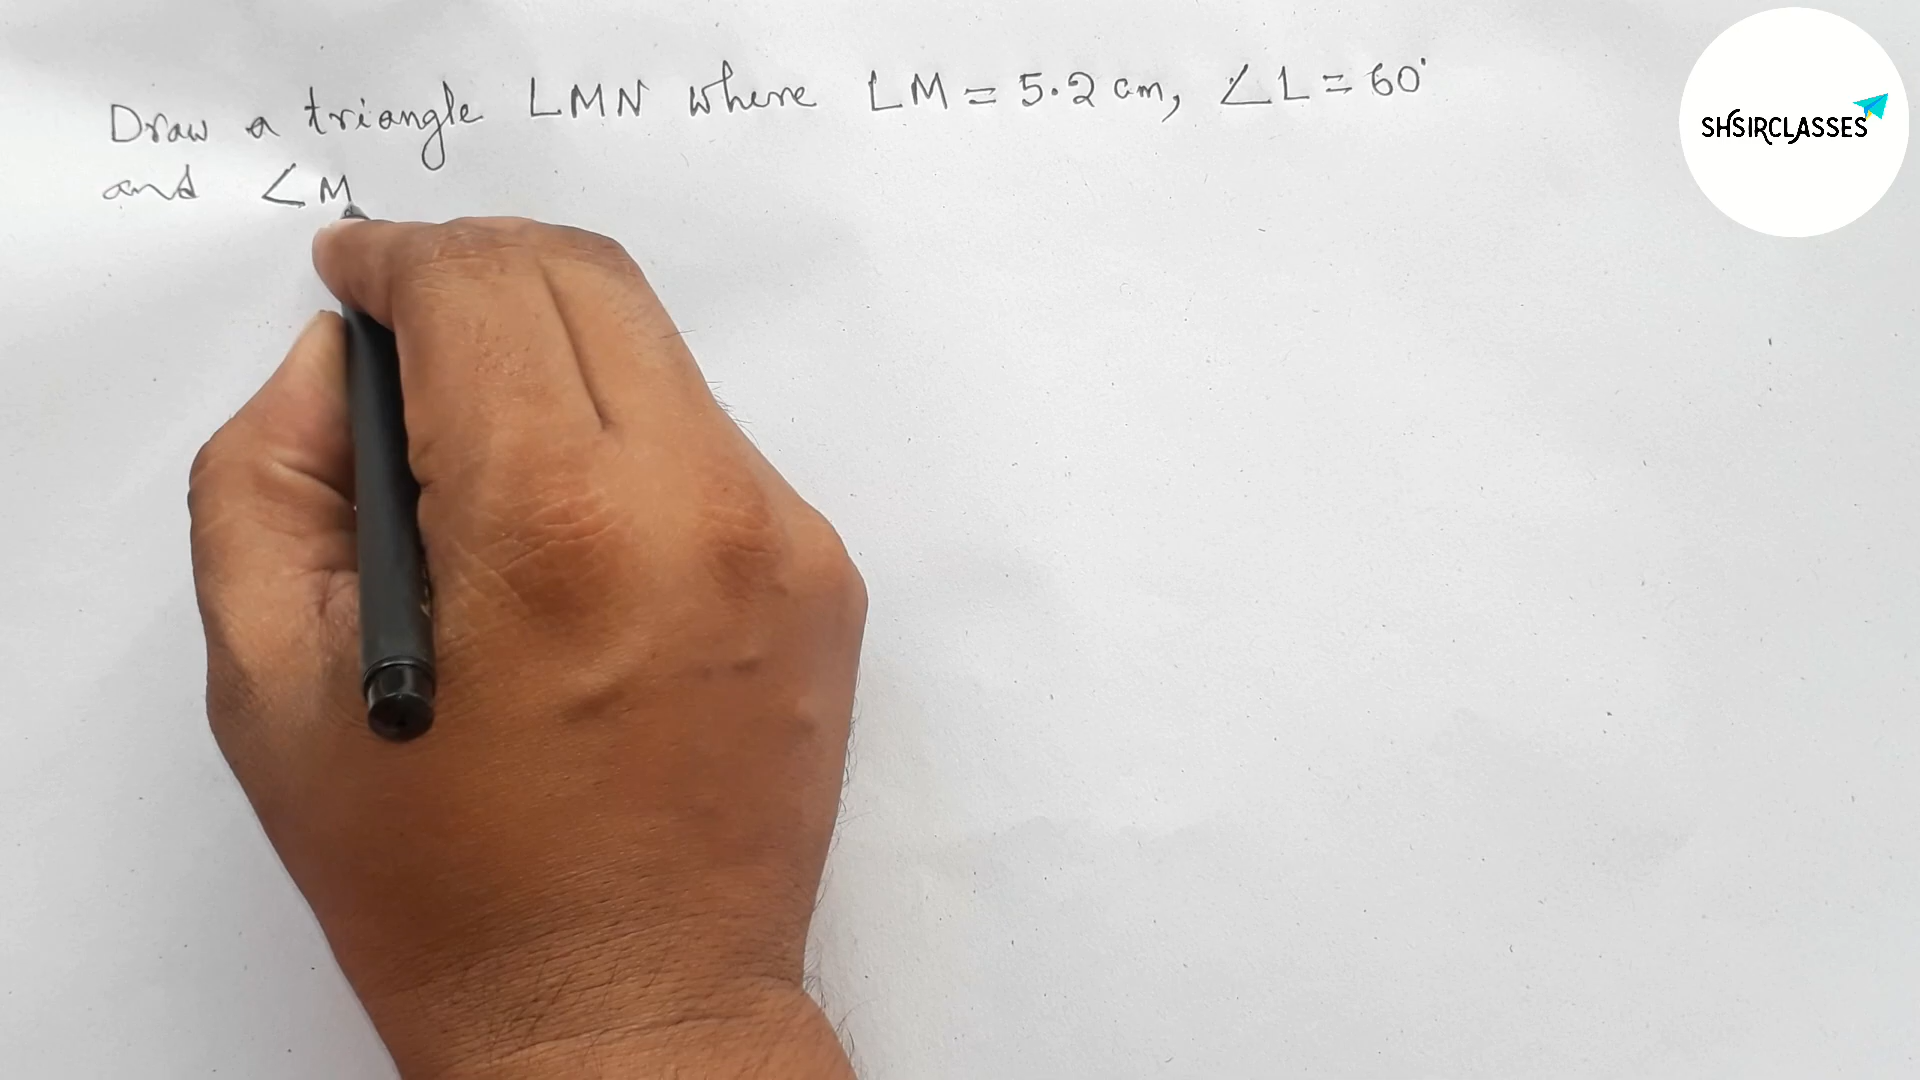 Draw a triangle LMN where LM = 5.2 cm, ∠L = 60°
and ∠M
SHSIRCLASSES